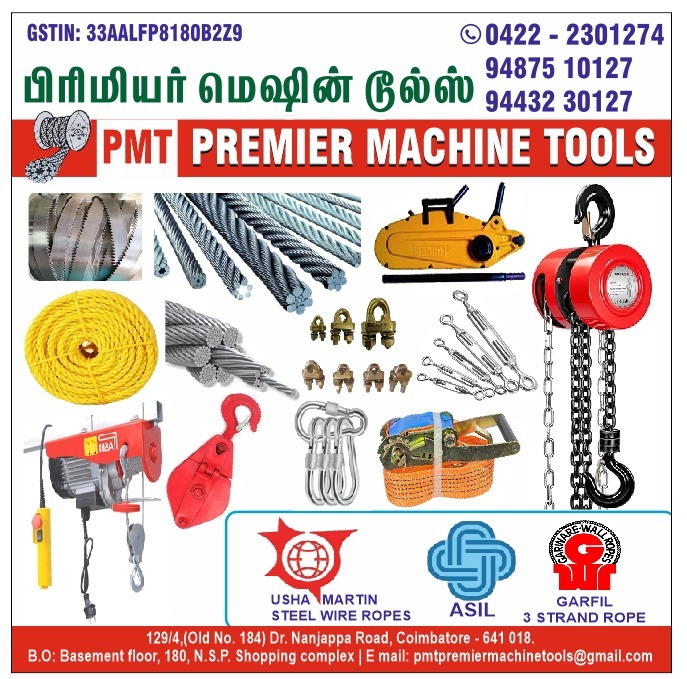 GSTIN: 33AALFP8180B2Z9
0422 - 2301274
94875 10127
94432 30127
பிரிமியர் மெஷின் டூல்ஸ்
PMT PREMIER MACHINE TOOLS
GARWARE-WALL ROPES
USHA MARTIN
STEEL WIRE ROPES
ASIL
GARFIL
3 STRAND ROPE
129/4,(Old No. 184) Dr. Nanjappa Road, Coimbatore - 641 018.
B.O: Basement floor, 180, N.S.P. Shopping complex | E mail: pmtpremiermachinetools@gmail.com